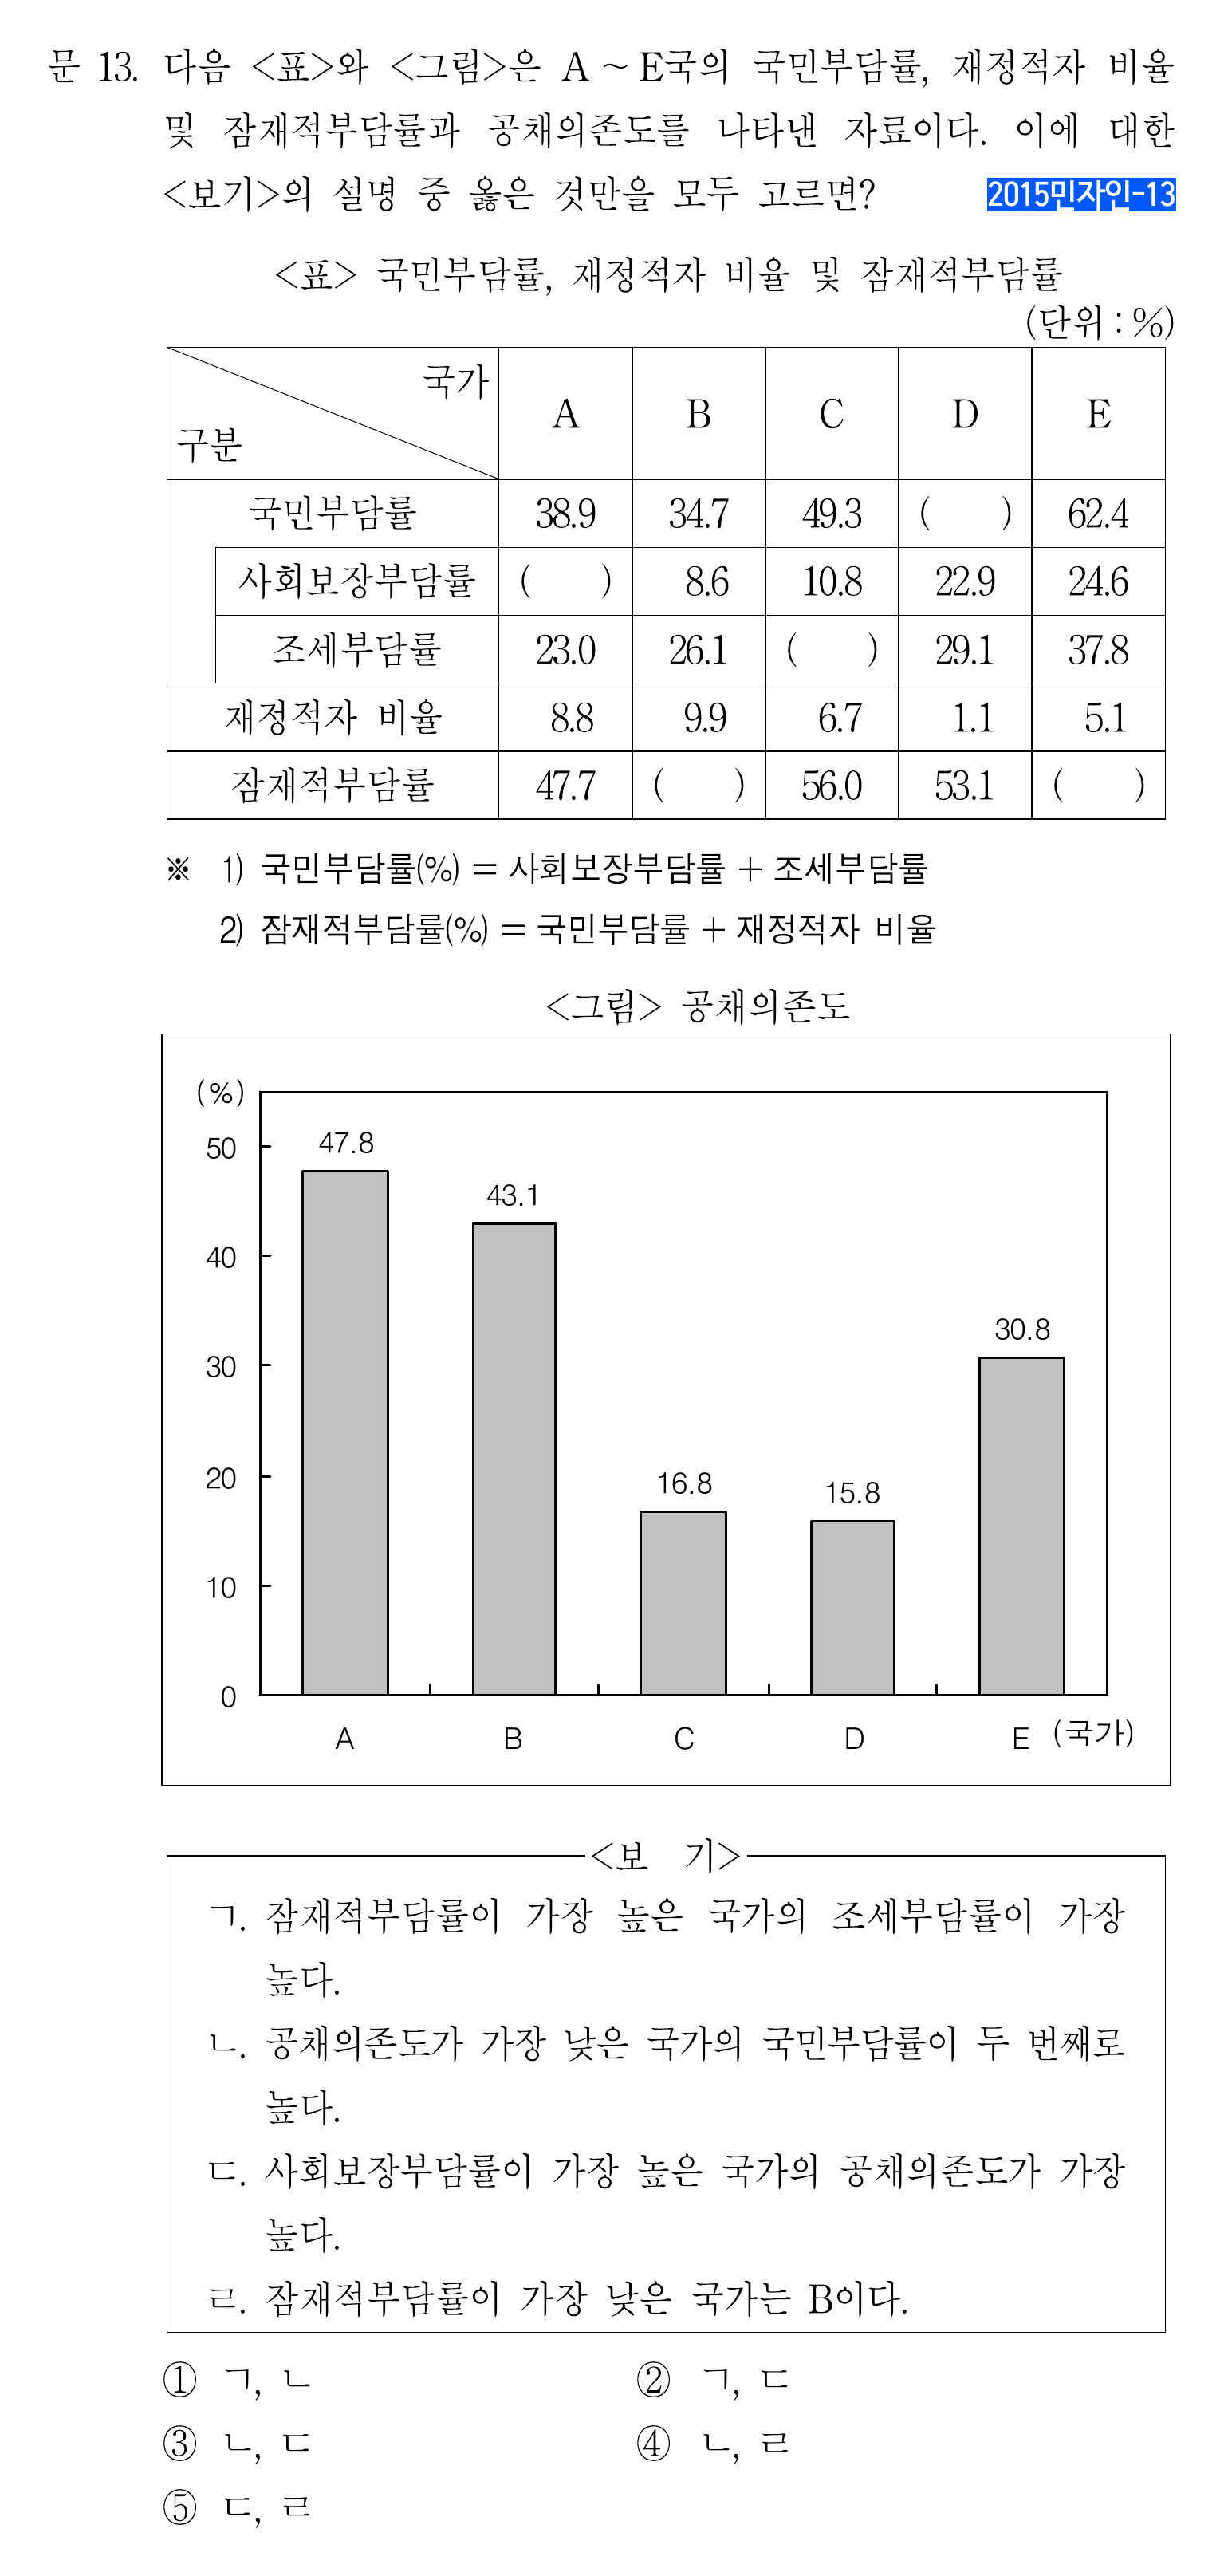 문 13. 다음 <표>와 <그림>은 A ~ E국의 국민부담률, 재정적자 비율
및 잠재적부담률과 공채의존도를 나타낸 자료이다. 이에 대한
<보기>의 설명 중 옳은 것만을 모두 고르면? 2015민자인-13
<표> 국민부담률, 재정적자 비율 및 잠재적부담률
(단위 : %)
구분 국가 A B C D E
국민부담률 38.9 34.7 49.3 ( ) 62.4
사회보장부담률 ( ) 8.6 10.8 22.9 24.6
조세부담률 23.0 26.1 ( ) 29.1 37.8
재정적자 비율 8.8 9.9 6.7 1.1 5.1
잠재적부담률 47.7 ( ) 56.0 53.1 ( )
※ 1) 국민부담률(%) = 사회보장부담률 + 조세부담률
2) 잠재적부담률(%) = 국민부담률 + 재정적자 비율
<그림> 공채의존도
(%)
50
40
30
20
10
0
47.8
43.1
16.8
15.8
30.8
A B C D E (국가)
<보 기>
ㄱ. 잠재적부담률이 가장 높은 국가의 조세부담률이 가장
높다.
ㄴ. 공채의존도가 가장 낮은 국가의 국민부담률이 두 번째로
높다.
ㄷ. 사회보장부담률이 가장 높은 국가의 공채의존도가 가장
높다.
ㄹ. 잠재적부담률이 가장 낮은 국가는 B이다.
① ㄱ, ㄴ ② ㄱ, ㄷ
③ ㄴ, ㄷ ④ ㄴ, ㄹ
⑤ ㄷ, ㄹ